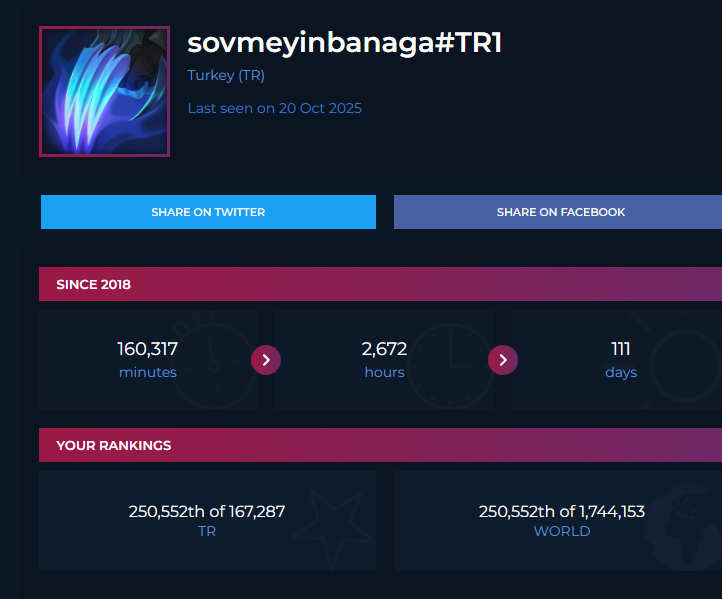 sovmeyinbanaga#TR1
Turkey (TR)
Last seen on 20 Oct 2025
SHARE ON TWITTER
SHARE ON FACEBOOK
SINCE 2018
160,317
minutes
2,672
hours
111
days
YOUR RANKINGS
250,552th of 167,287
TR
250,552th of 1,744,153
WORLD